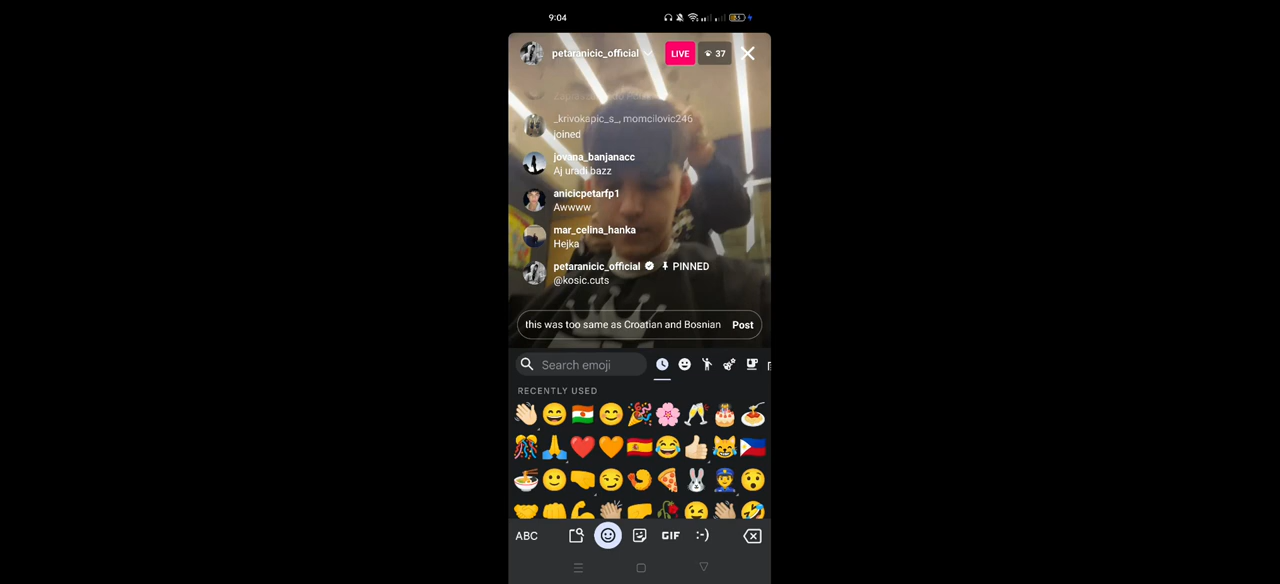 9:04
petaranicic_official
LIVE
37
_krivokapic_s_, momcilovic246
joined
jovana_banjanacc
Aj uradi bazz
anicicpetarfp1
Awwww
mar_celina_hanka
Hejka
petaranicic_official PINNED
@kosic.cuts
this was too same as Croatian and Bosnian Post
Search emoji
RECENTLY USED
ABC
GIF
:-)